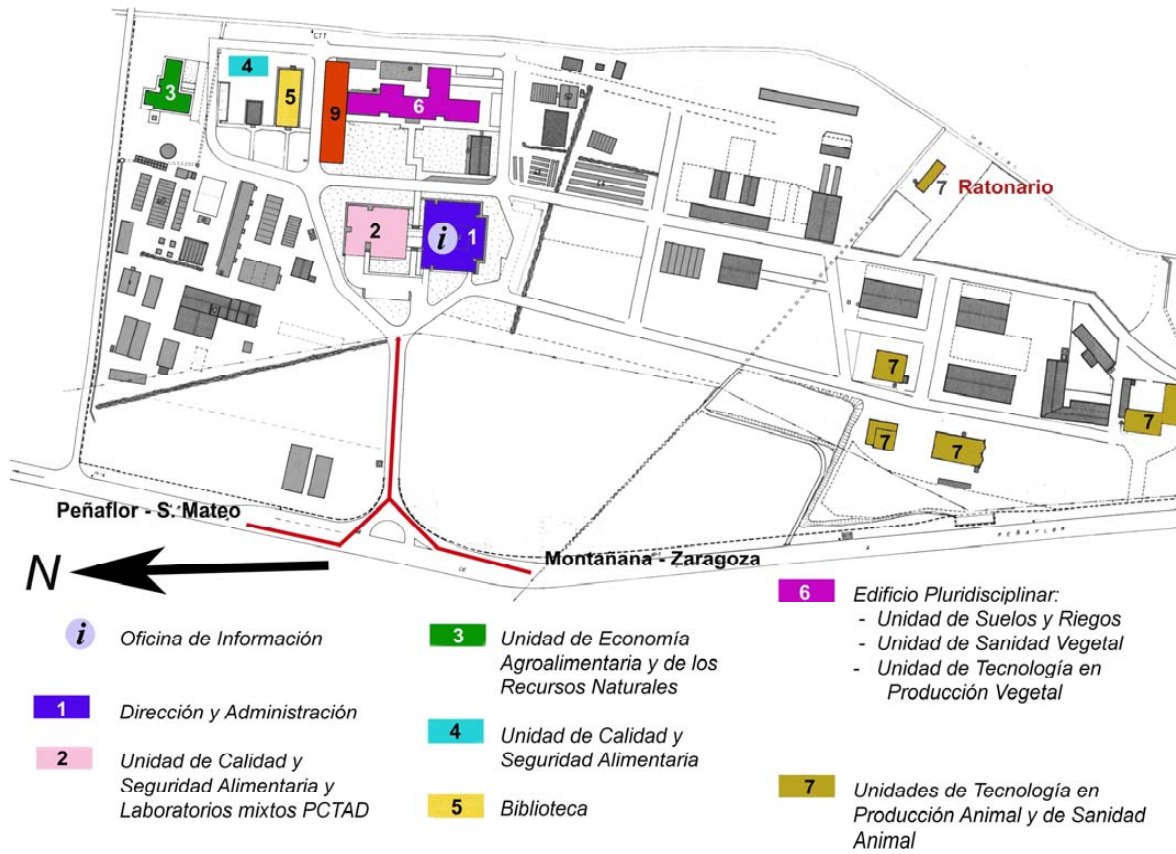 CTT
4
3
5
9
6
7 Ratonario
2
i 1
7
7
7
7
Peñaflor - S. Mateo
Montañana - Zaragoza
DE
A
PEÑAFLOR
N
i Oficina de Información
1 Dirección y Administración
2 Unidad de Calidad y
Seguridad Alimentaria y
Laboratorios mixtos PCTAD
3 Unidad de Economía
Agroalimentaria y de los
Recursos Naturales
4 Unidad de Calidad y
Seguridad Alimentaria
5 Biblioteca
6 Edificio Pluridisciplinar:
- Unidad de Suelos y Riegos
- Unidad de Sanidad Vegetal
- Unidad de Tecnología en
Producción Vegetal
7 Unidades de Tecnología en
Producción Animal y de Sanidad
Animal